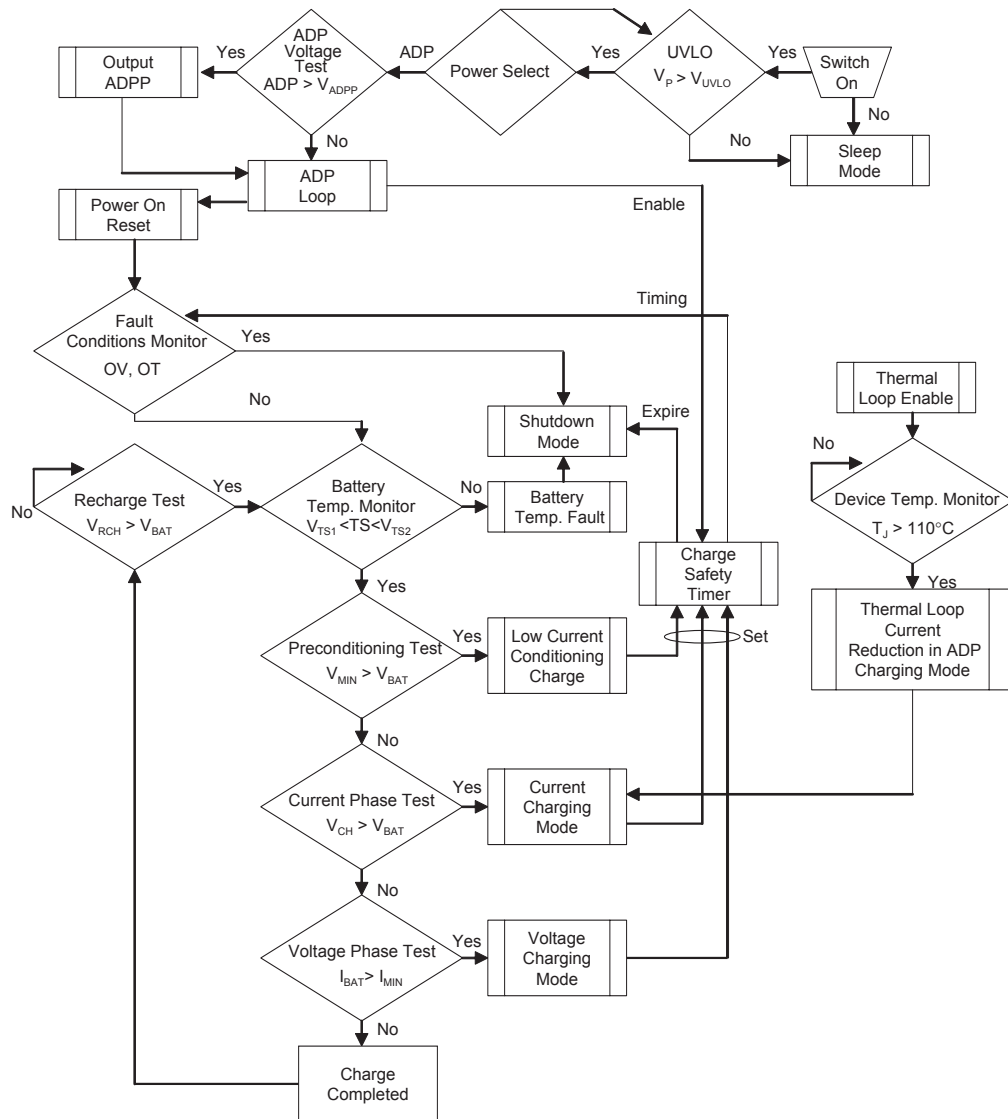 ADP
Voltage
Test
ADP > V_ADPP
Yes
Output
ADPP
ADP
Power Select
Yes
UVLO
V_P > V_UVLO
Yes
Switch
On
No
No
No
Sleep
Mode
ADP
Loop
Enable
Power On
Reset
Timing
Fault
Conditions Monitor
OV, OT
Yes
No
Shutdown
Mode
Expire
Thermal
Loop Enable
No
Device Temp. Monitor
T_J > 110°C
Yes
No
Recharge Test
V_RCH > V_BAT
Yes
Battery
Temp. Monitor
V_TS1 <TS<V_TS2
No
Battery
Temp. Fault
Charge
Safety
Timer
Yes
Set
Thermal Loop
Current
Reduction in ADP
Charging Mode
Preconditioning Test
V_MIN > V_BAT
Yes
Low Current
Conditioning
Charge
No
Current Phase Test
V_CH > V_BAT
Yes
Current
Charging
Mode
No
Voltage Phase Test
I_BAT > I_MIN
Yes
Voltage
Charging
Mode
No
Charge
Completed